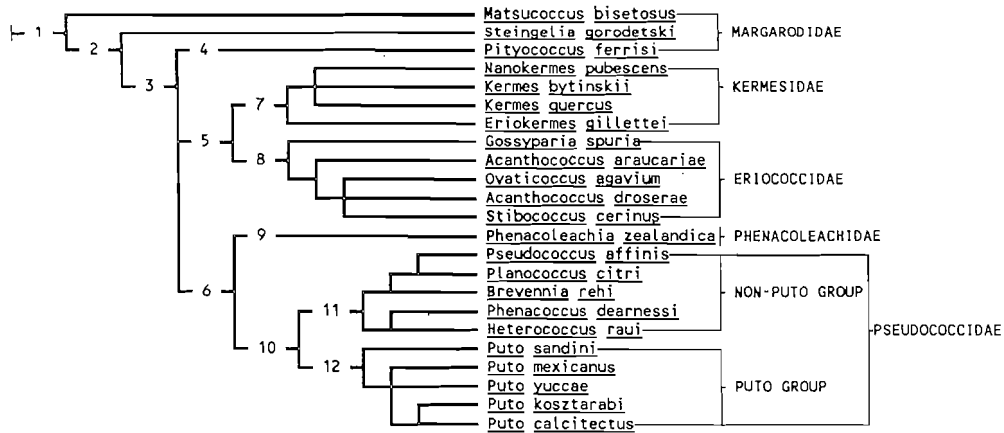 Matsucoccus bisetosus
1
Steingelia gorodetski
MARGARODIDAE
2
4
Pityococcus ferrisi
Nanokermes pubescens
3
Kermes bytinskii
KERMESIDAE
7
Kermes quercus
Eriokermes gillettei
5
Gossyparia spuria
8
Acanthococcus araucariae
Ovaticoccus agavium
ERIOCOCCIDAE
Acanthococcus droserae
Stibococcus cerinus
9
Phenacoleachia zealandica
PHENACOLEACHIDAE
Pseudococcus affinis
Planococcus citri
NON-PUTO GROUP
6
Brevennia rehi
11
Phenacoccus dearnessi
Heterococcus raui
PSEUDOCOCCIDAE
10
Puto sandini
12
Puto mexicanus
Puto yuccae
PUTO GROUP
Puto kosztarabi
Puto calcitectus